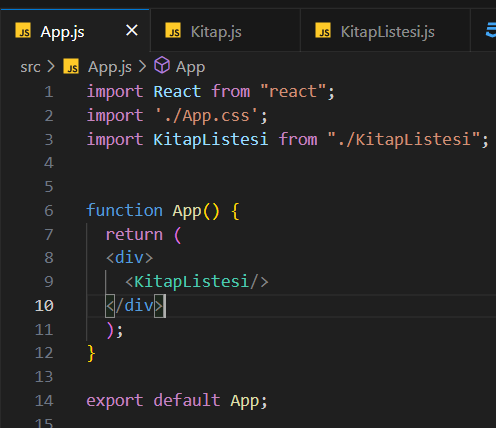 JS App.js × JS Kitap.js JS KitapListesi.js
src > JS App.js > App
1 import React from "react";
2 import './App.css';
3 import KitapListesi from "./KitapListesi";
4
5
6 function App() {
7 return (
8 <div>
9 <KitapListesi/>
10 </div>
11 );
12 }
13
14 export default App;
15